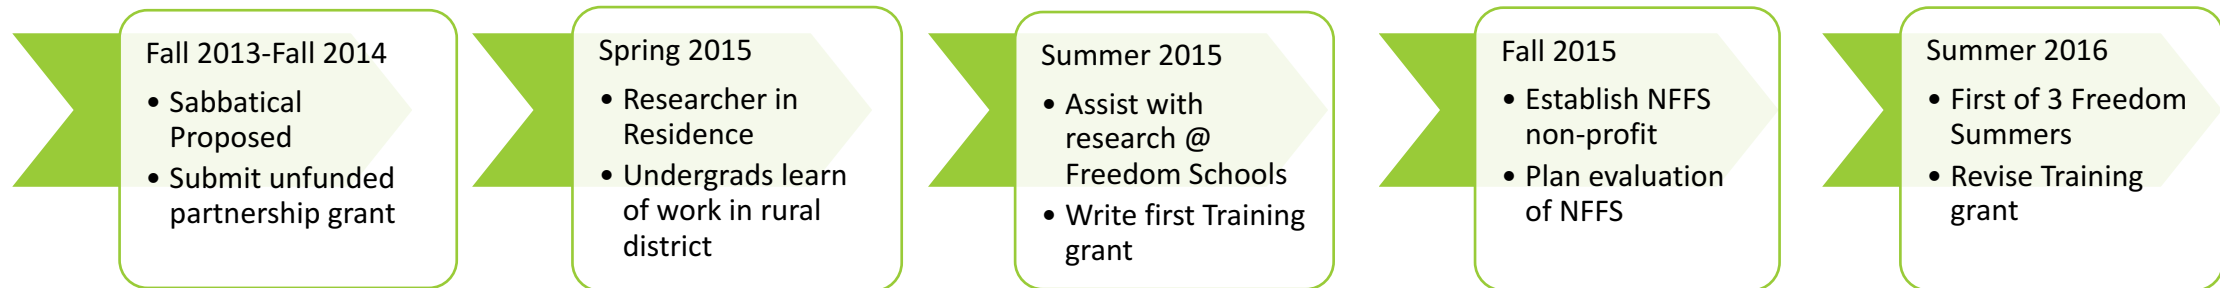 Fall 2013-Fall 2014
• Sabbatical
Proposed
• Submit unfunded
partnership grant
Spring 2015
• Researcher in
Residence
• Undergrads learn
of work in rural
district
Summer 2015
• Assist with
research @
Freedom Schools
• Write first Training
grant
Fall 2015
• Establish NFFS
non-profit
• Plan evaluation
of NFFS
Summer 2016
• First of 3 Freedom
Summers
• Revise Training
grant